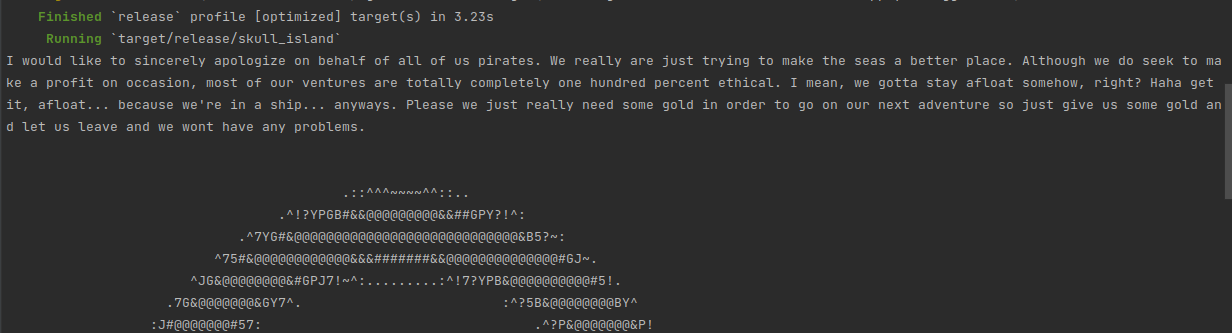 Finished `release` profile [optimized] target(s) in 3.23s
Running `target/release/skull_island`
I would like to sincerely apologize on behalf of all of us pirates. We really are just trying to make the seas a better place. Although we do seek to ma
ke a profit on occasion, most of our ventures are totally completely one hundred percent ethical. I mean, we gotta stay afloat somehow, right? Haha get
it, afloat... because we're in a ship... anyways. Please we just really need some gold in order to go on our next adventure so just give us some gold an
d let us leave and we wont have any problems.
.::^^^~~~~^^::..
.^!?YPGB#&&@@@@@@@@@&&##GPY?!^:
.^7YG#&@@@@@@@@@@@@@@@@@@@@@@@@@@@@&B5?~:
^75#&@@@@@@@@@@@@&&&#######&&@@@@@@@@@@@@@@#GJ~.
^JG&@@@@@@@@&#GPJ7!~^:.........:^!7?YPB&@@@@@@@@@@#5!.
.7G&@@@@@@@&GY7^. :^?5B&@@@@@@@@BY^
:J#@@@@@@@#57: .^?P&@@@@@@@&P!